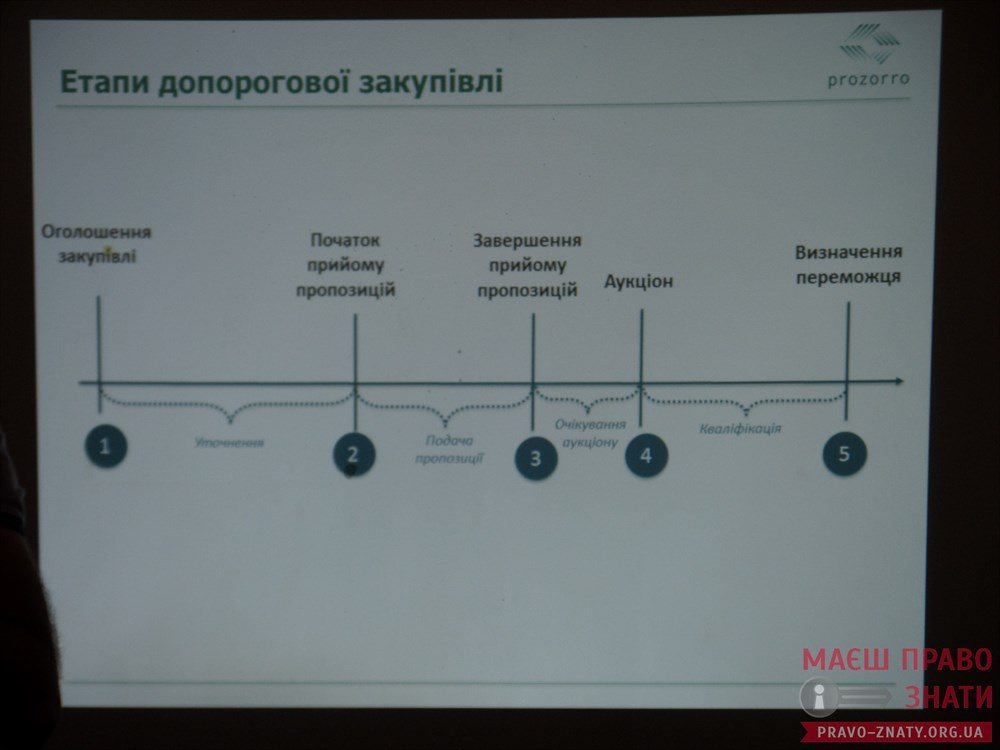 prozorro
Етапи допорогової закупівлі
Оголошення
закупівлі
Початок
прийому
пропозицій
Завершення
прийому
пропозицій
Аукціон
Визначення
переможця
Уточнення
Подача
пропозиції
Очікування
аукціону
Кваліфікація
1
2
3
4
5
МАЄШ ПРАВО
ЗНАТИ
PRAVO-ZNATY.ORG.UA